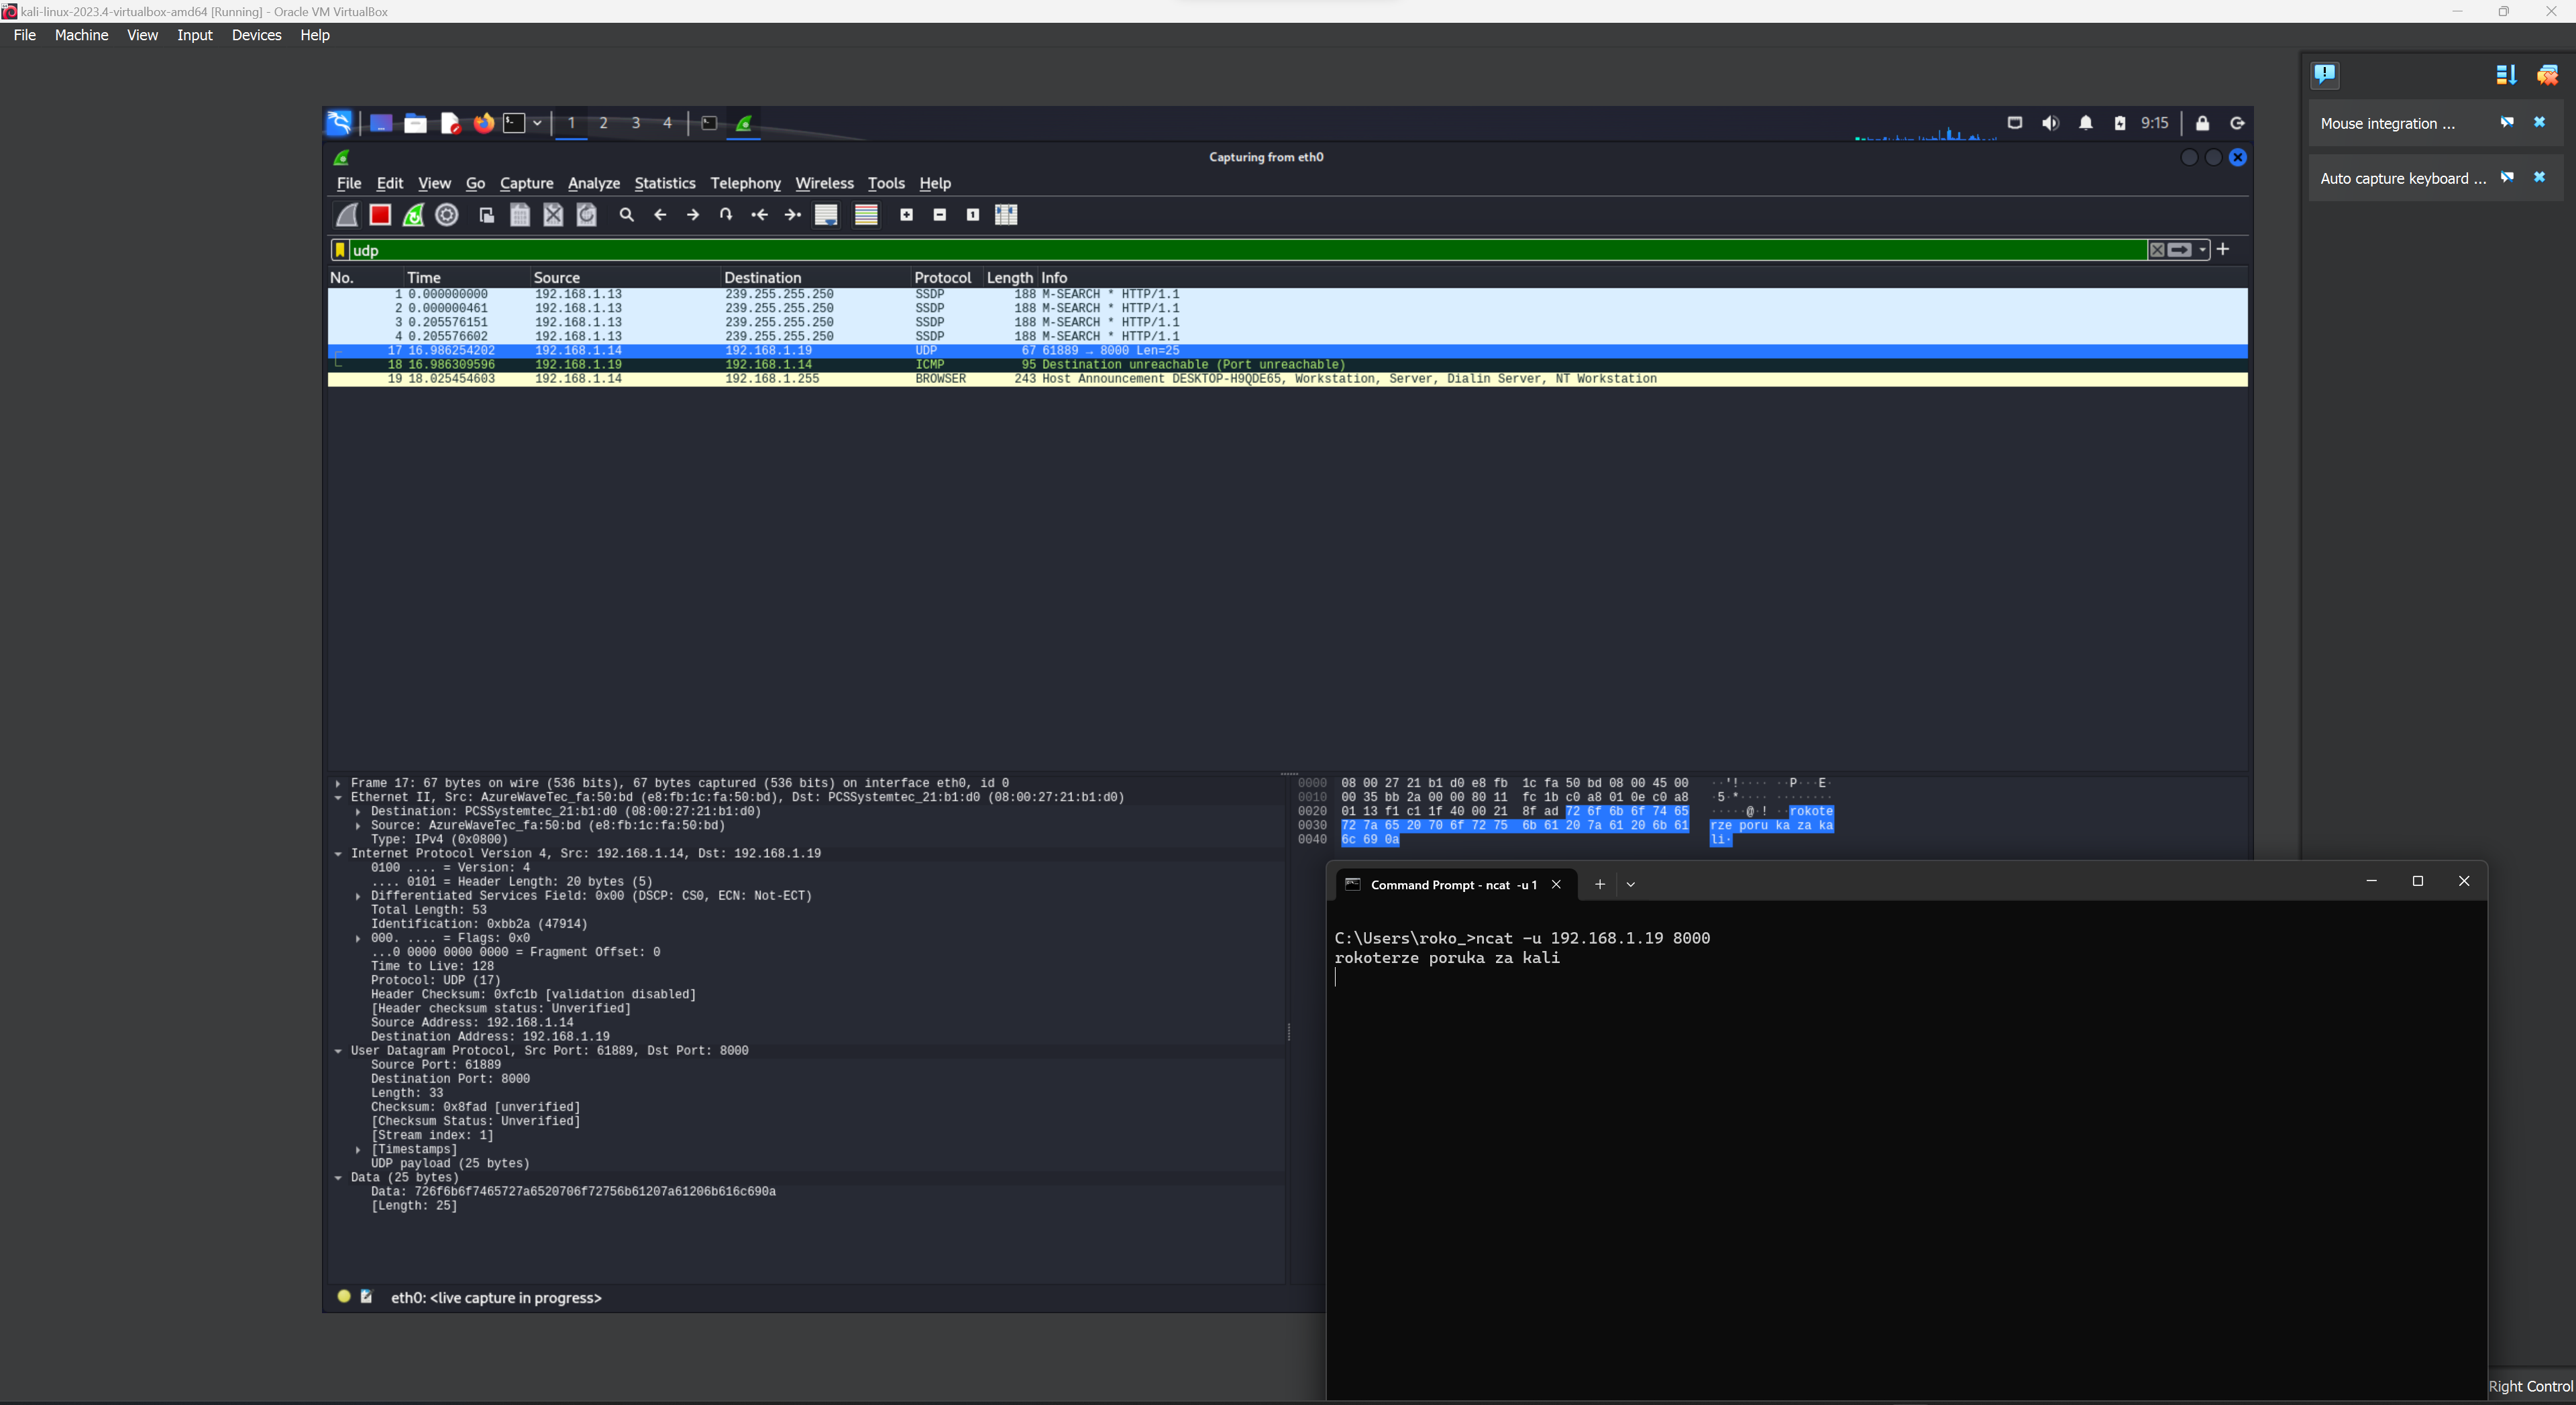 kali-linux-2023.4-virtualbox-amd64 [Running] - Oracle VM VirtualBox
File Machine View Input Devices Help
Mouse integration ...
Auto capture keyboard ...
1 2 3 4
9:15
Capturing from eth0
File Edit View Go Capture Analyze Statistics Telephony Wireless Tools Help
udp
No. Time Source Destination Protocol Length Info
1 0.000000000 192.168.1.13 239.255.255.250 SSDP 188 M-SEARCH * HTTP/1.1
2 0.000000461 192.168.1.13 239.255.255.250 SSDP 188 M-SEARCH * HTTP/1.1
3 0.205576151 192.168.1.13 239.255.255.250 SSDP 188 M-SEARCH * HTTP/1.1
4 0.205576602 192.168.1.13 239.255.255.250 SSDP 188 M-SEARCH * HTTP/1.1
17 16.986254202 192.168.1.14 192.168.1.19 UDP 67 61889 → 8000 Len=25
18 16.986309596 192.168.1.19 192.168.1.14 ICMP 95 Destination unreachable (Port unreachable)
19 18.025454603 192.168.1.14 192.168.1.255 BROWSER 243 Host Announcement DESKTOP-H9QDE65, Workstation, Server, Dialin Server, NT Workstation
Frame 17: 67 bytes on wire (536 bits), 67 bytes captured (536 bits) on interface eth0, id 0
Ethernet II, Src: AzureWaveTec_fa:50:bd (e8:fb:1c:fa:50:bd), Dst: PCSSystemtec_21:b1:d0 (08:00:27:21:b1:d0)
Destination: PCSSystemtec_21:b1:d0 (08:00:27:21:b1:d0)
Source: AzureWaveTec_fa:50:bd (e8:fb:1c:fa:50:bd)
Type: IPv4 (0x0800)
Internet Protocol Version 4, Src: 192.168.1.14, Dst: 192.168.1.19
0100 .... = Version: 4
.... 0101 = Header Length: 20 bytes (5)
Differentiated Services Field: 0x00 (DSCP: CS0, ECN: Not-ECT)
Total Length: 53
Identification: 0xbb2a (47914)
000. .... = Flags: 0x0
...0 0000 0000 0000 = Fragment Offset: 0
Time to Live: 128
Protocol: UDP (17)
Header Checksum: 0xfc1b [validation disabled]
[Header checksum status: Unverified]
Source Address: 192.168.1.14
Destination Address: 192.168.1.19
User Datagram Protocol, Src Port: 61889, Dst Port: 8000
Source Port: 61889
Destination Port: 8000
Length: 33
Checksum: 0x8fad [unverified]
[Checksum Status: Unverified]
[Stream index: 1]
[Timestamps]
UDP payload (25 bytes)
Data (25 bytes)
Data: 726f6b6f7465727a6520706f72756b61207a61206b616c690a
[Length: 25]
0000 08 00 27 21 b1 d0 e8 fb 1c fa 50 bd 08 00 45 00 ··'!···· ··P···E·
0010 00 35 bb 2a 00 00 80 11 fc 1b c0 a8 01 0e c0 a8 ·5·*···· ········
0020 01 13 f1 c1 1f 40 00 21 8f ad 72 6f 6b 6f 74 65 ·····@·! ··rokote
0030 72 7a 65 20 70 6f 72 75 6b 61 20 7a 61 20 6b 61 rze poru ka za ka
0040 6c 69 0a li·
eth0: <live capture in progress>
Command Prompt - ncat -u 1
C:\Users\roko_>ncat -u 192.168.1.19 8000
rokoterze poruka za kali
Right Control